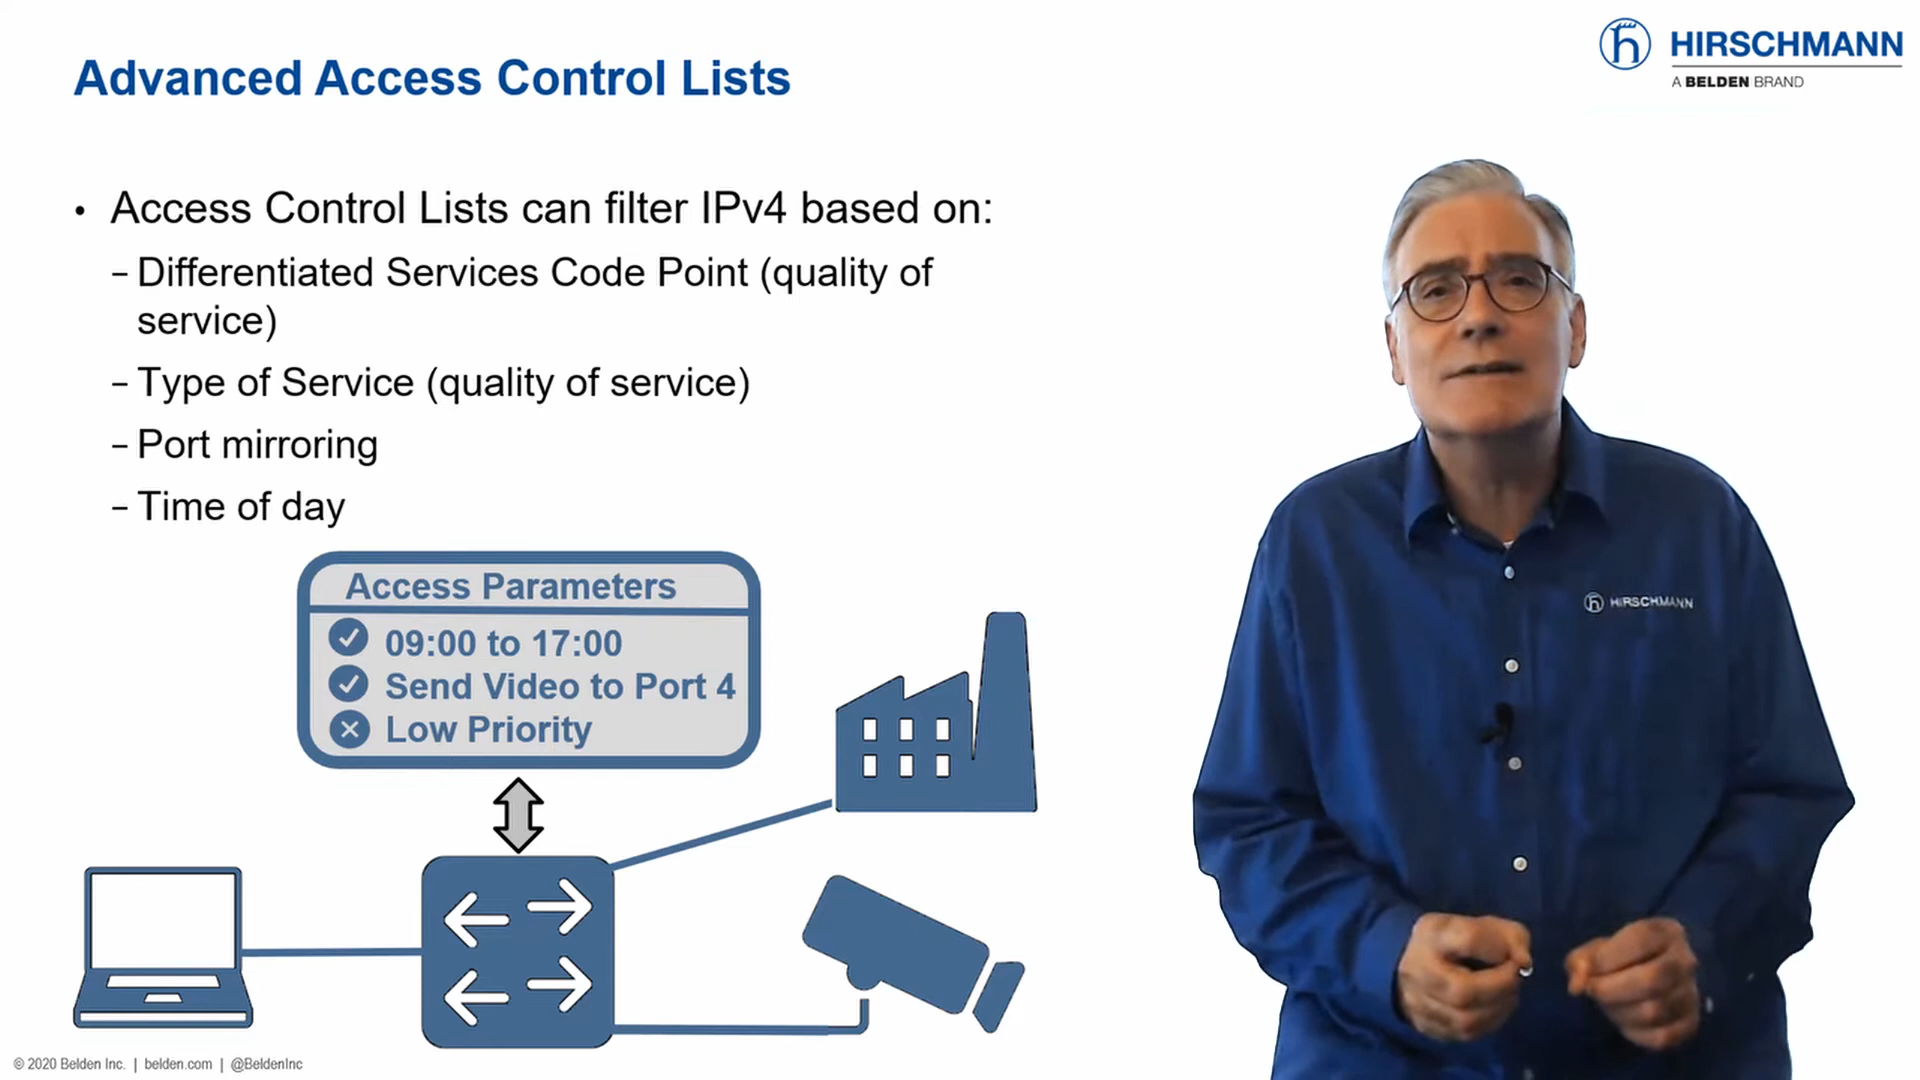 HIRSCHMANN
A BELDEN BRAND
Advanced Access Control Lists
• Access Control Lists can filter IPv4 based on:
– Differentiated Services Code Point (quality of
service)
– Type of Service (quality of service)
– Port mirroring
– Time of day
Access Parameters
09:00 to 17:00
Send Video to Port 4
Low Priority
HIRSCHMANN
© 2020 Belden Inc. | belden.com | @BeldenInc